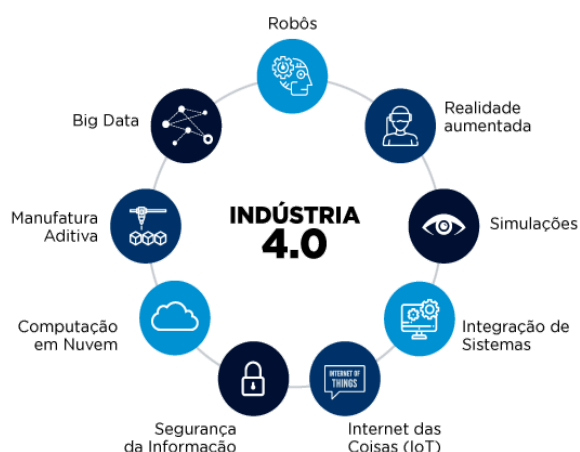 Robôs
Realidade
aumentada
Simulações
Integração de
Sistemas
INTERNET OF
THINGS
Internet das
Coisas (IoT)
Segurança
da Informação
Computação
em Nuvem
Manufatura
Aditiva
Big Data
INDÚSTRIA
4.0